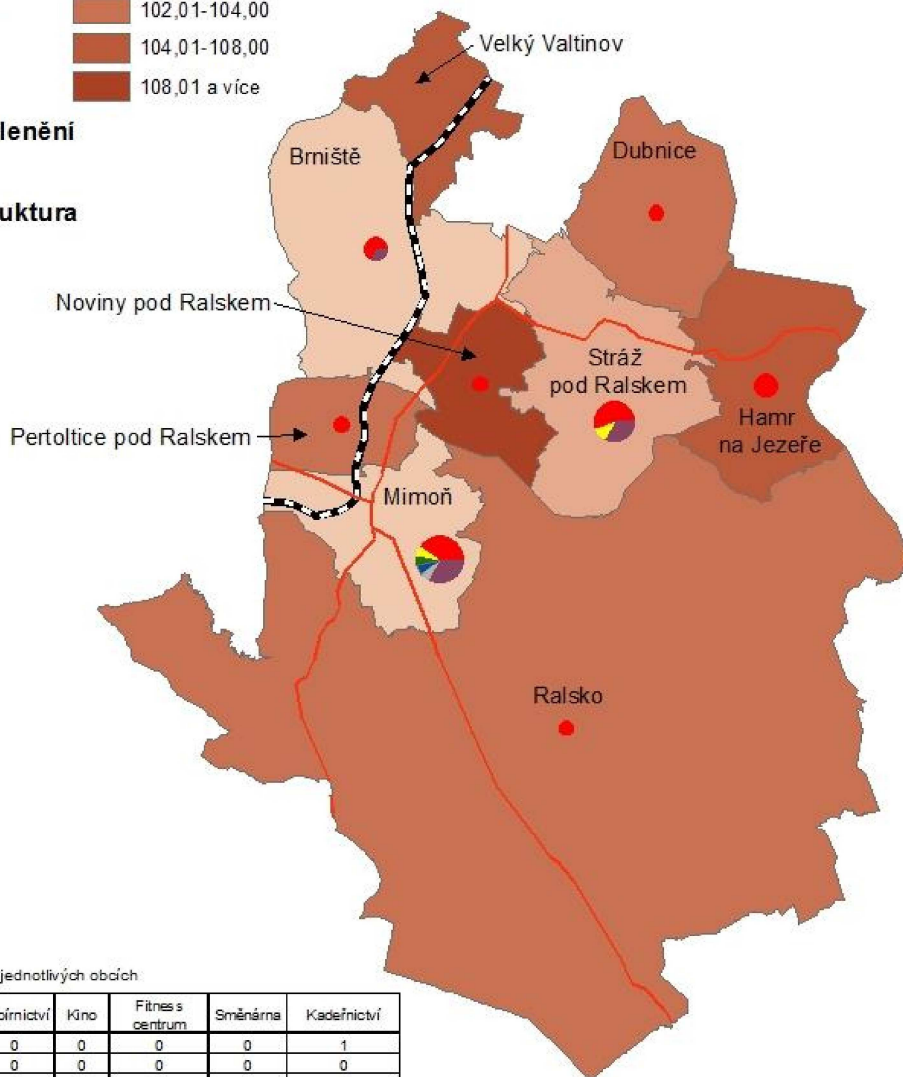 102,01-104,00
104,01-108,00
108,01 a více
lenění
uktura
Velký Valtinov
Brniště
Dubnice
Noviny pod Ralskem
Stráž
pod Ralskem
Hamr
na Jezeře
Pertoltice pod Ralskem
Mimoň
Ralsko
jednotlivých obcích
pírnictví Kino Fitness centrum Směnárna Kadeřnictví
0 0 0 0 1
0 0 0 0 0